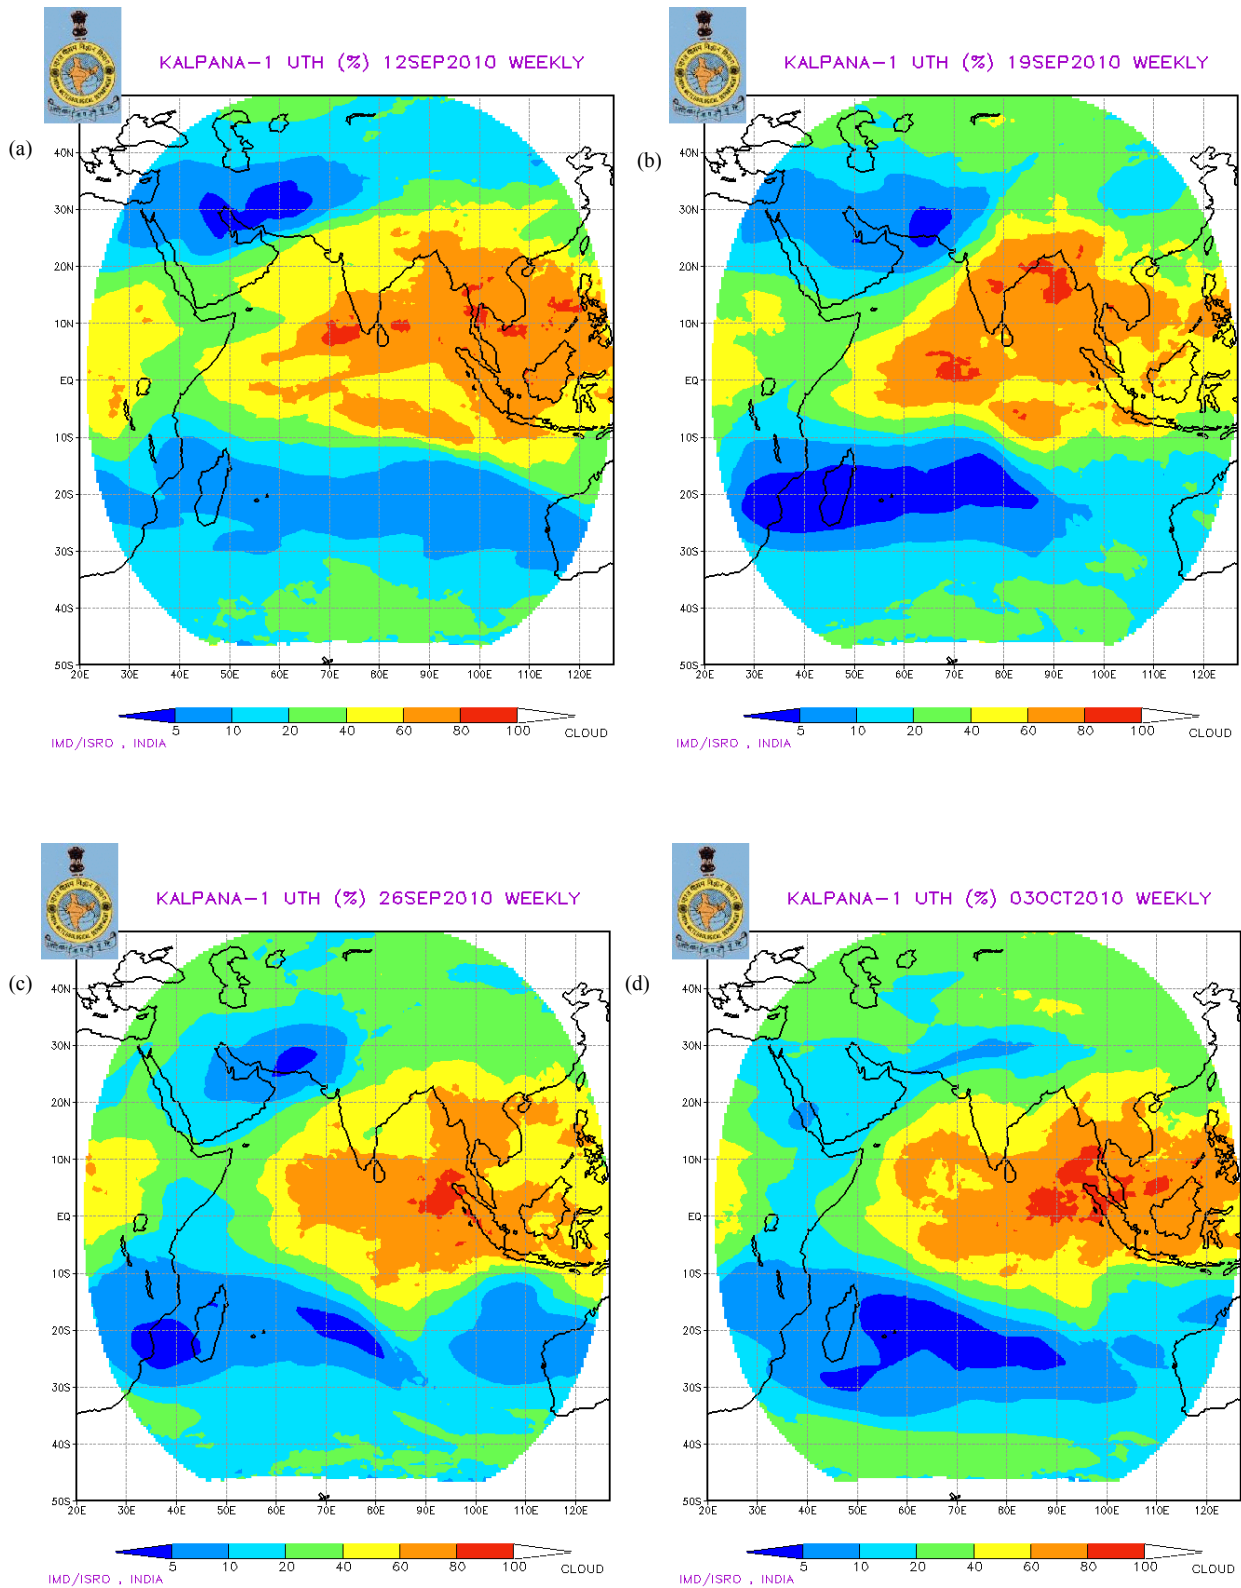 (a)
KALPANA-1 UTH (%) 12SEP2010 WEEKLY
40N
30N
20N
10N
EQ
10S
20S
30S
40S
50S
20E 30E 40E 50E 60E 70E 80E 90E 100E 110E 120E
5 10 20 40 60 80 100 CLOUD
IMD/ISRO , INDIA
(b)
KALPANA-1 UTH (%) 19SEP2010 WEEKLY
40N
30N
20N
10N
EQ
10S
20S
30S
40S
50S
20E 30E 40E 50E 60E 70E 80E 90E 100E 110E 120E
5 10 20 40 60 80 100 CLOUD
IMD/ISRO , INDIA
(c)
KALPANA-1 UTH (%) 26SEP2010 WEEKLY
40N
30N
20N
10N
EQ
10S
20S
30S
40S
50S
20E 30E 40E 50E 60E 70E 80E 90E 100E 110E 120E
5 10 20 40 60 80 100 CLOUD
IMD/ISRO , INDIA
(d)
KALPANA-1 UTH (%) 03OCT2010 WEEKLY
40N
30N
20N
10N
EQ
10S
20S
30S
40S
50S
20E 30E 40E 50E 60E 70E 80E 90E 100E 110E 120E
5 10 20 40 60 80 100 CLOUD
IMD/ISRO , INDIA